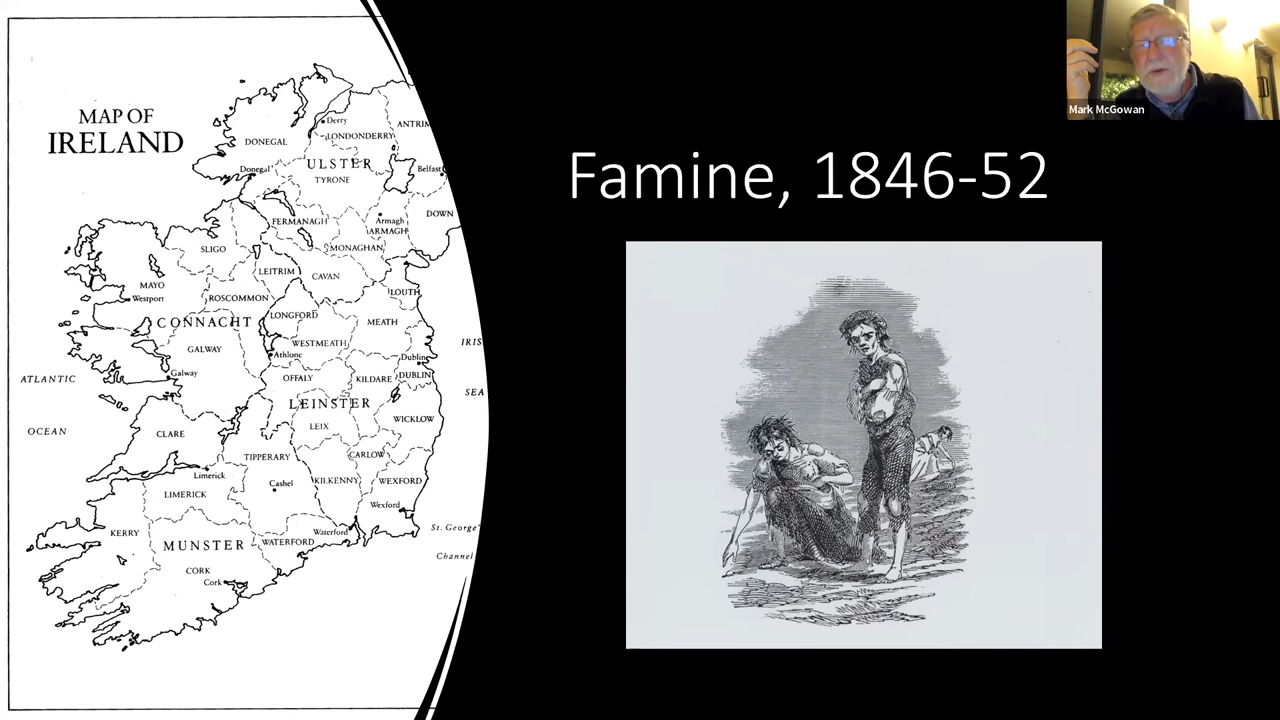 MAP OF
IRELAND
Derry
ANTRIM
LONDONDERRY
DONEGAL
ULSTER
Donegal
Belfast
TYRONE
DOWN
FERMANAGH
Armagh
ARMAGH
SLIGO
MONAGHAN
LEITRIM
CAVAN
MAYO
Westport
ROSCOMMON
LOUTH
LONGFORD
CONNACHT
MEATH
WESTMEATH
IRIS
GALWAY
Athlone
Dublin
Galway
OFFALY
KILDARE
DUBLIN
ATLANTIC
SEA
LEINSTER
WICKLOW
OCEAN
LEIX
CLARE
TIPPERARY
CARLOW
Limerick
Cashel
KILKENNY
WEXFORD
LIMERICK
Wexford
St. George'
KERRY
Waterford
MUNSTER
WATERFORD
Channel
CORK
Cork
Famine, 1846-52
Mark McGowan